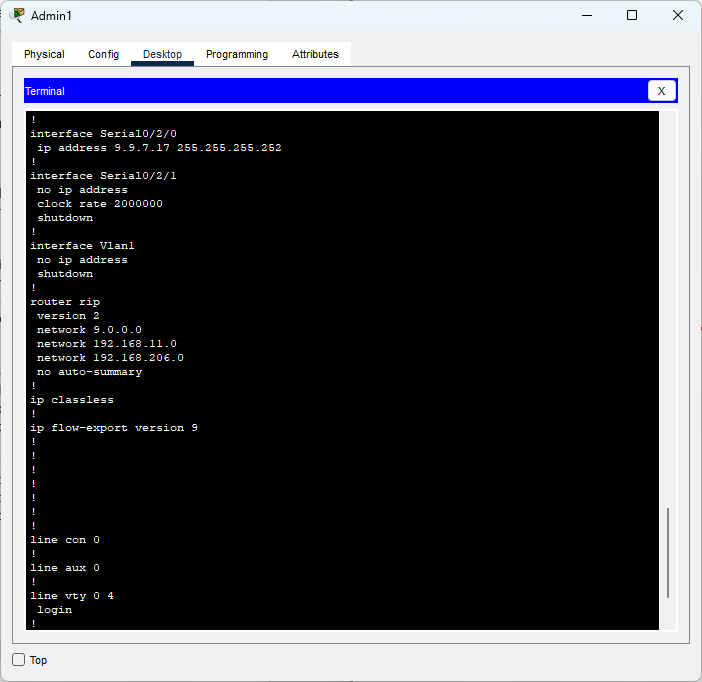 Admin1
Physical Config Desktop Programming Attributes
Terminal
X
!
interface Serial0/2/0
 ip address 9.9.7.17 255.255.255.252
!
interface Serial0/2/1
 no ip address
 clock rate 2000000
 shutdown
!
interface Vlan1
 no ip address
 shutdown
!
router rip
 version 2
 network 9.0.0.0
 network 192.168.11.0
 network 192.168.206.0
 no auto-summary
!
ip classless
!
ip flow-export version 9
!
!
!
!
!
!
!
line con 0
!
line aux 0
!
line vty 0 4
 login
!
Top